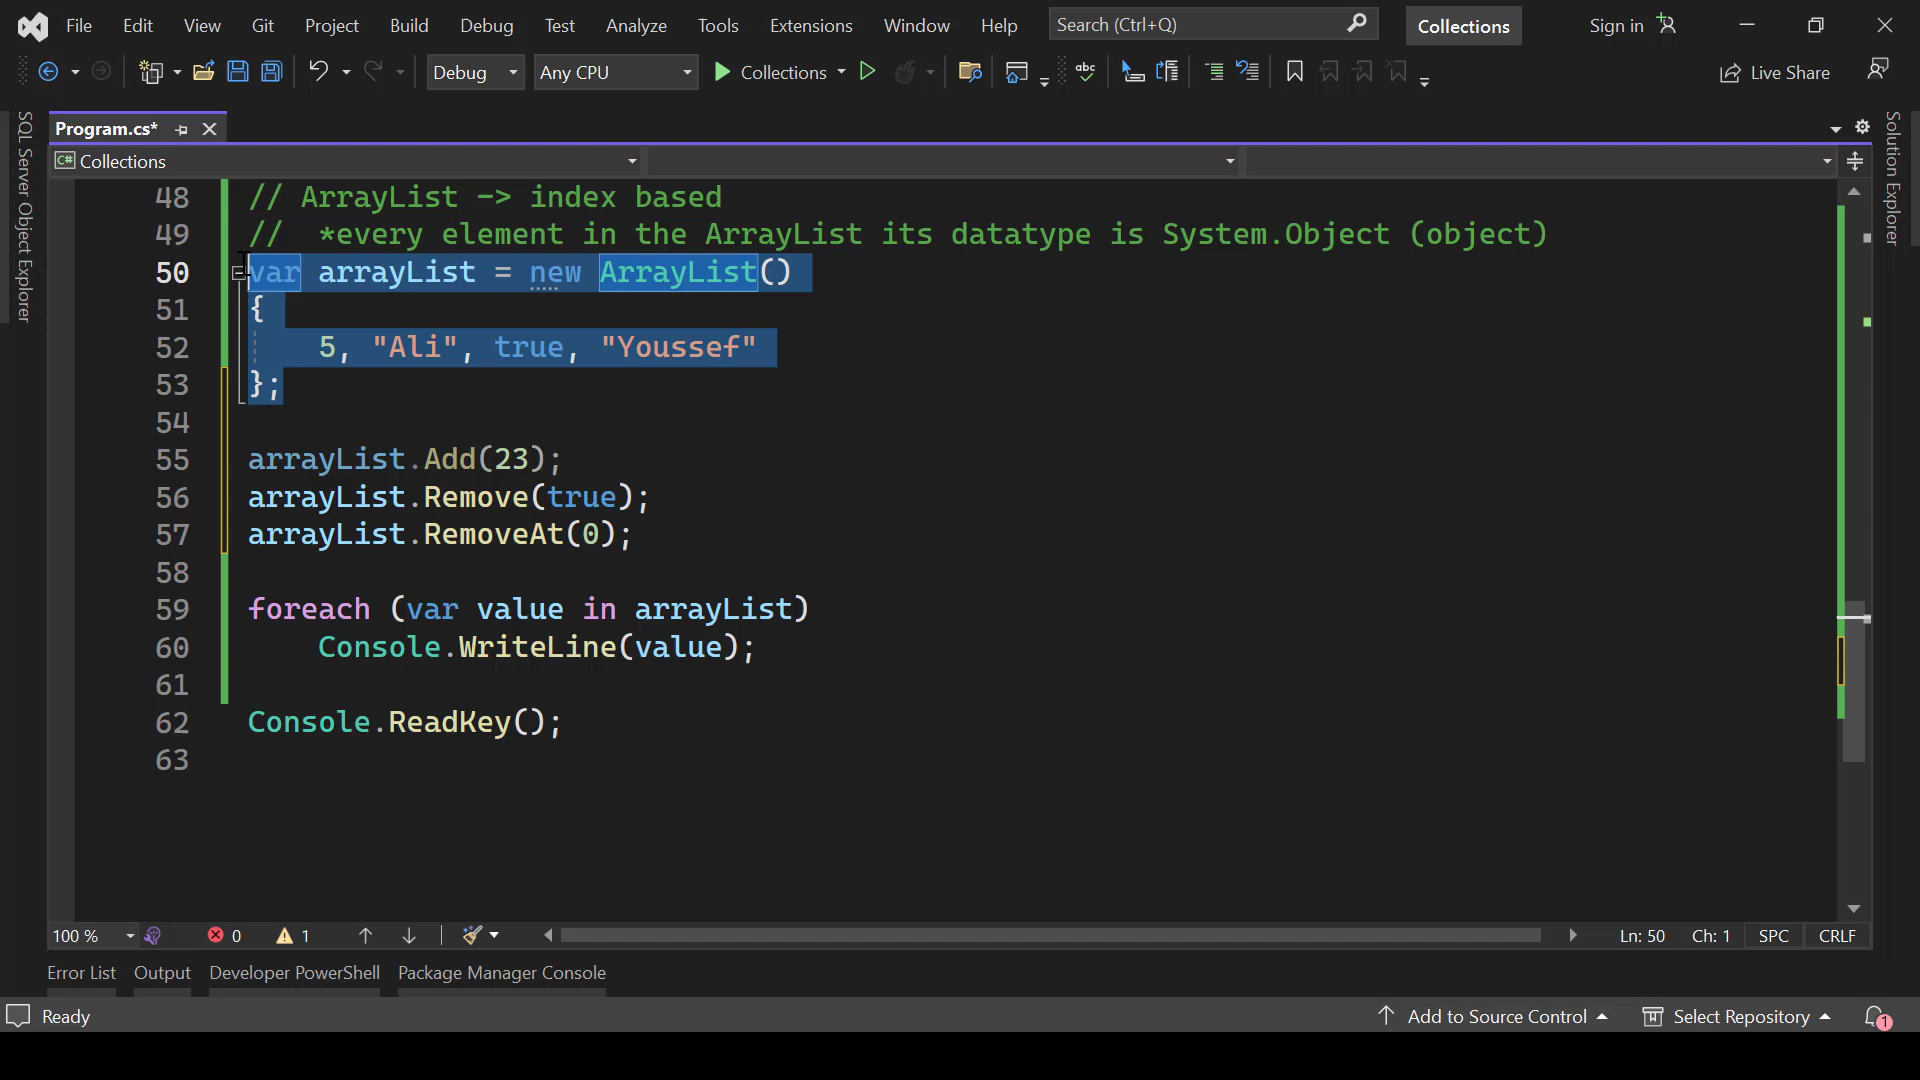 File Edit View Git Project Build Debug Test Analyze Tools Extensions Window Help Search (Ctrl+Q) Collections Sign in
Debug Any CPU Collections abc Live Share
SQL Server Object Explorer
Solution Explorer
Program.cs*
C# Collections
48 // ArrayList -> index based
49 //  *every element in the ArrayList its datatype is System.Object (object)
50 var arrayList = new ArrayList()
51 {
52     5, "Ali", true, "Youssef"
53 };
54
55 arrayList.Add(23);
56 arrayList.Remove(true);
57 arrayList.RemoveAt(0);
58
59 foreach (var value in arrayList)
60     Console.WriteLine(value);
61
62 Console.ReadKey();
63
100 % 0 1 Ln: 50 Ch: 1 SPC CRLF
Error List Output Developer PowerShell Package Manager Console
Ready Add to Source Control Select Repository 1